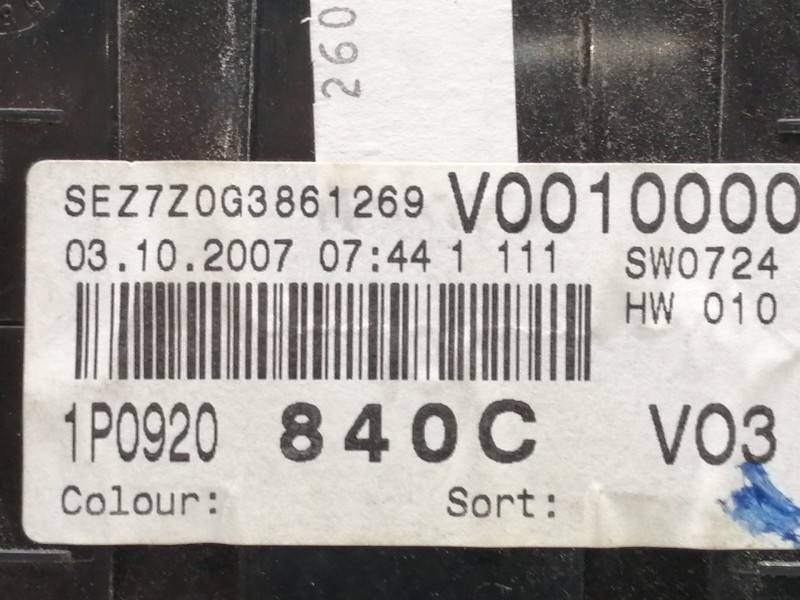 260
SEZ7Z0G3861269 V0010000
03.10.2007 07:44 1 111 SW0724
HW 010
1P0920 840C V03
Colour: Sort: